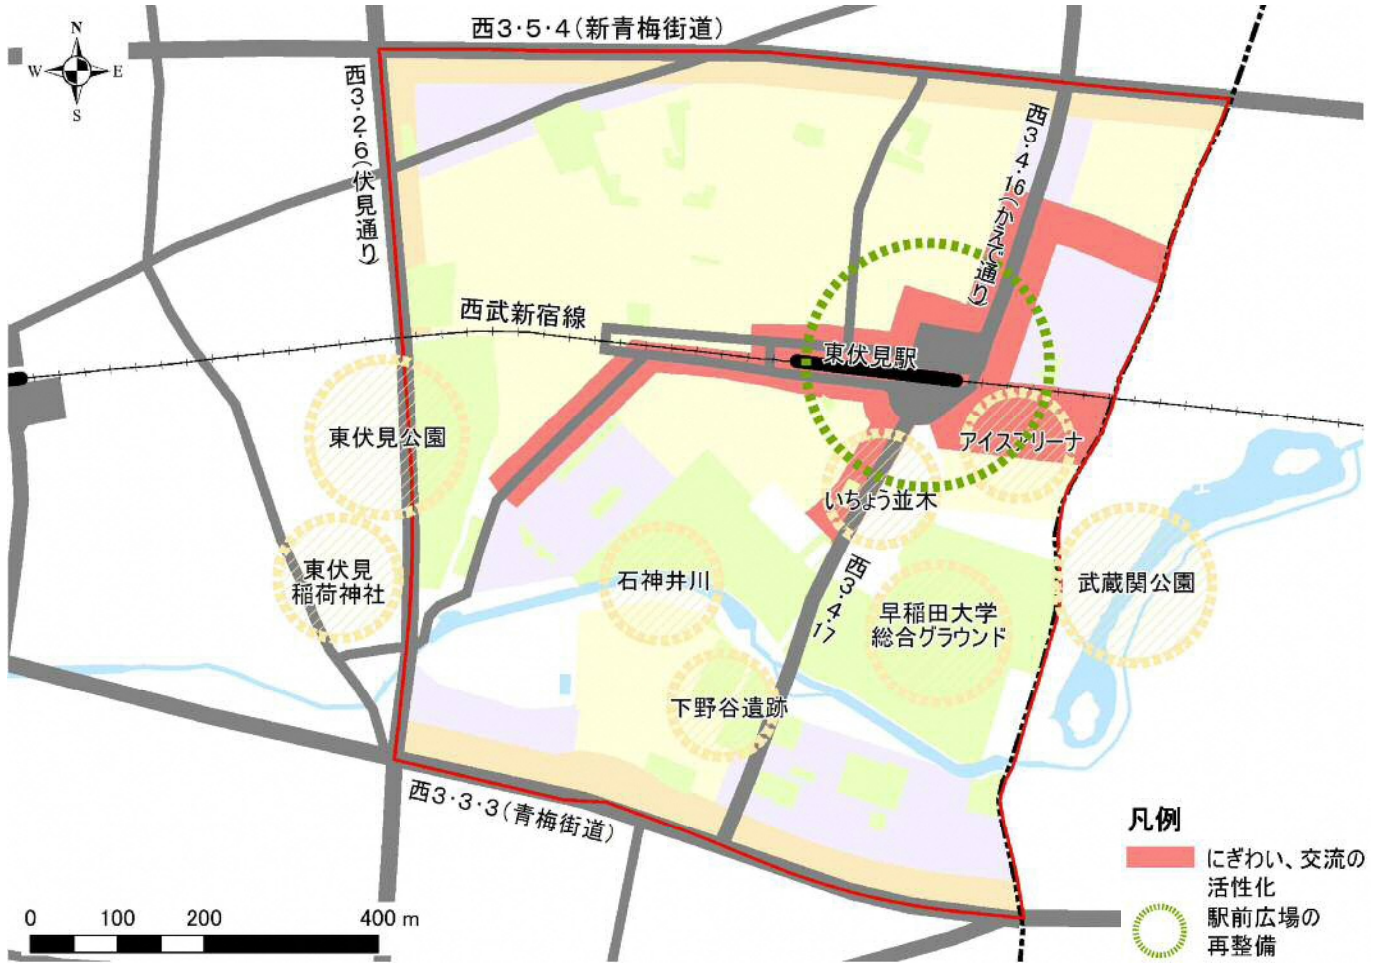 西3・5・4(新青梅街道)
N
W
E
S
西3・2・6(伏見通り)
西3・4・16(かえで通り)
西武新宿線
東伏見駅
東伏見公園
アイスアリーナ
いちょう並木
東伏見
稲荷神社
石神井川
西3・4・17
早稲田大学
総合グラウンド
武蔵関公園
下野谷遺跡
西3・3・3(青梅街道)
凡例
にぎわい、交流の
活性化
駅前広場の
再整備
0 100 200 400 m